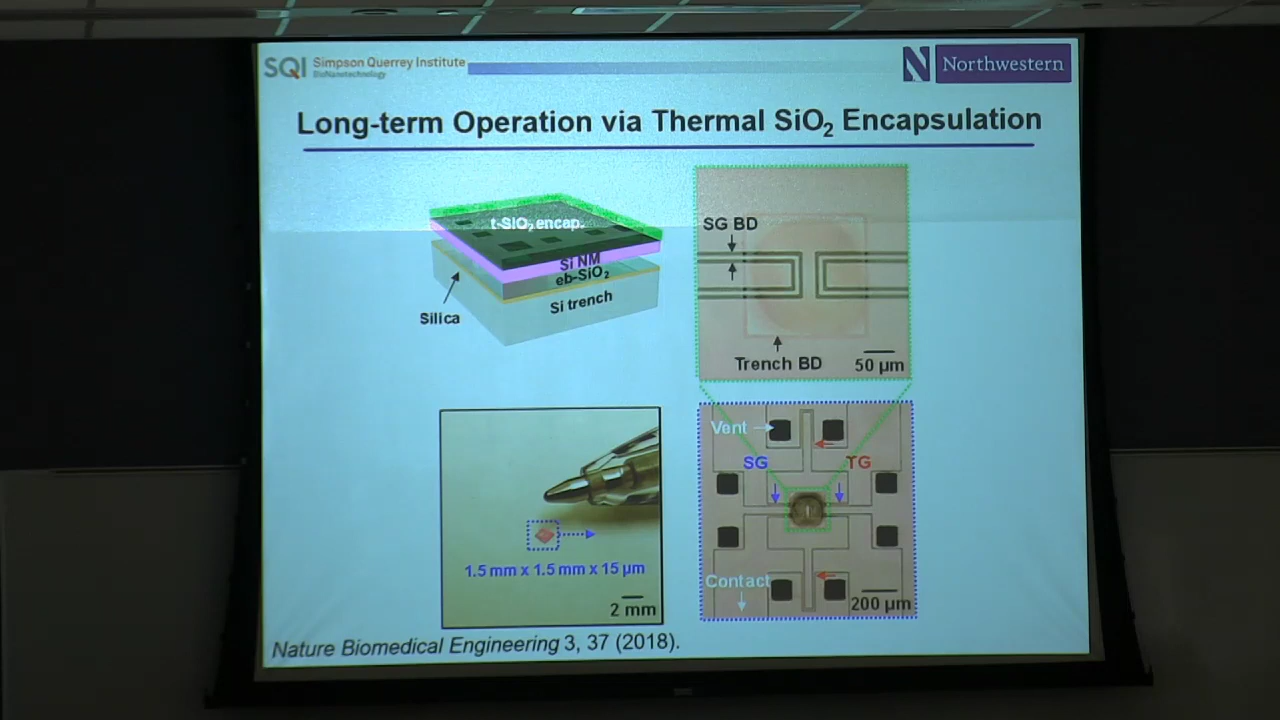 SQI Simpson Querrey Institute
BioNanotechnology
N Northwestern
Long-term Operation via Thermal SiO₂ Encapsulation
t-SiO₂ encap.
Si NM
eb-SiO₂
Si trench
Silica
SG BD
Trench BD
50 µm
1.5 mm x 1.5 mm x 15 µm
2 mm
Vent
SG
TG
Contact
200 µm
Nature Biomedical Engineering 3, 37 (2018).